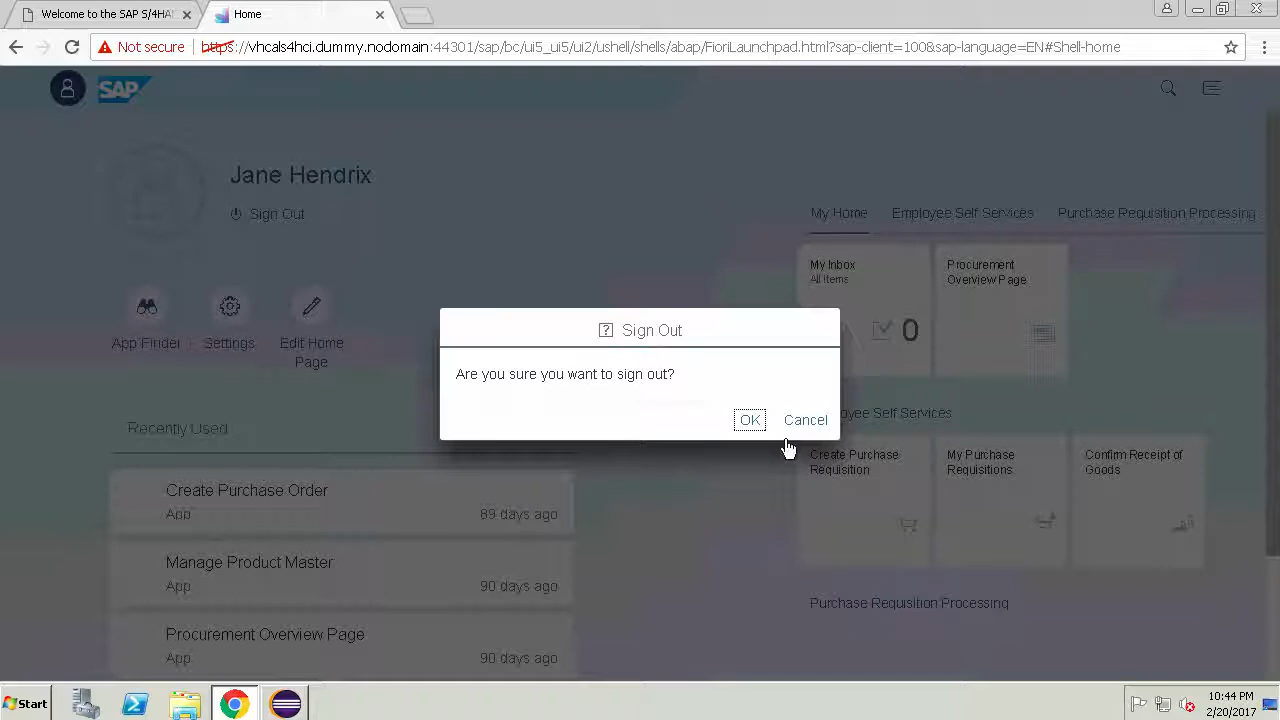 Welcome to the SAP S/4HA
Home
Not secure
https://vhcals4hci.dummy.nodomain:44301/sap/bc/ui5_ui5/ui2/ushell/shells/abap/FioriLaunchpad.html?sap-client=100&sap-language=EN#Shell-home
SAP
Jane Hendrix
Sign Out
My Home
Employee Self Services
Purchase Requisition Processing
My Inbox
All Items
0
Procurement
Overview Page
App Finder
Settings
Edit Home
Page
Sign Out
Are you sure you want to sign out?
OK
Cancel
Recently Used
Create Purchase Order
App
89 days ago
Manage Product Master
App
90 days ago
Procurement Overview Page
App
90 days ago
ployee Self Services
Create Purchase
Requisition
My Purchase
Requisitions
Confirm Receipt of
Goods
Purchase Requisition Processing
Start
10:44 PM
2/20/2017